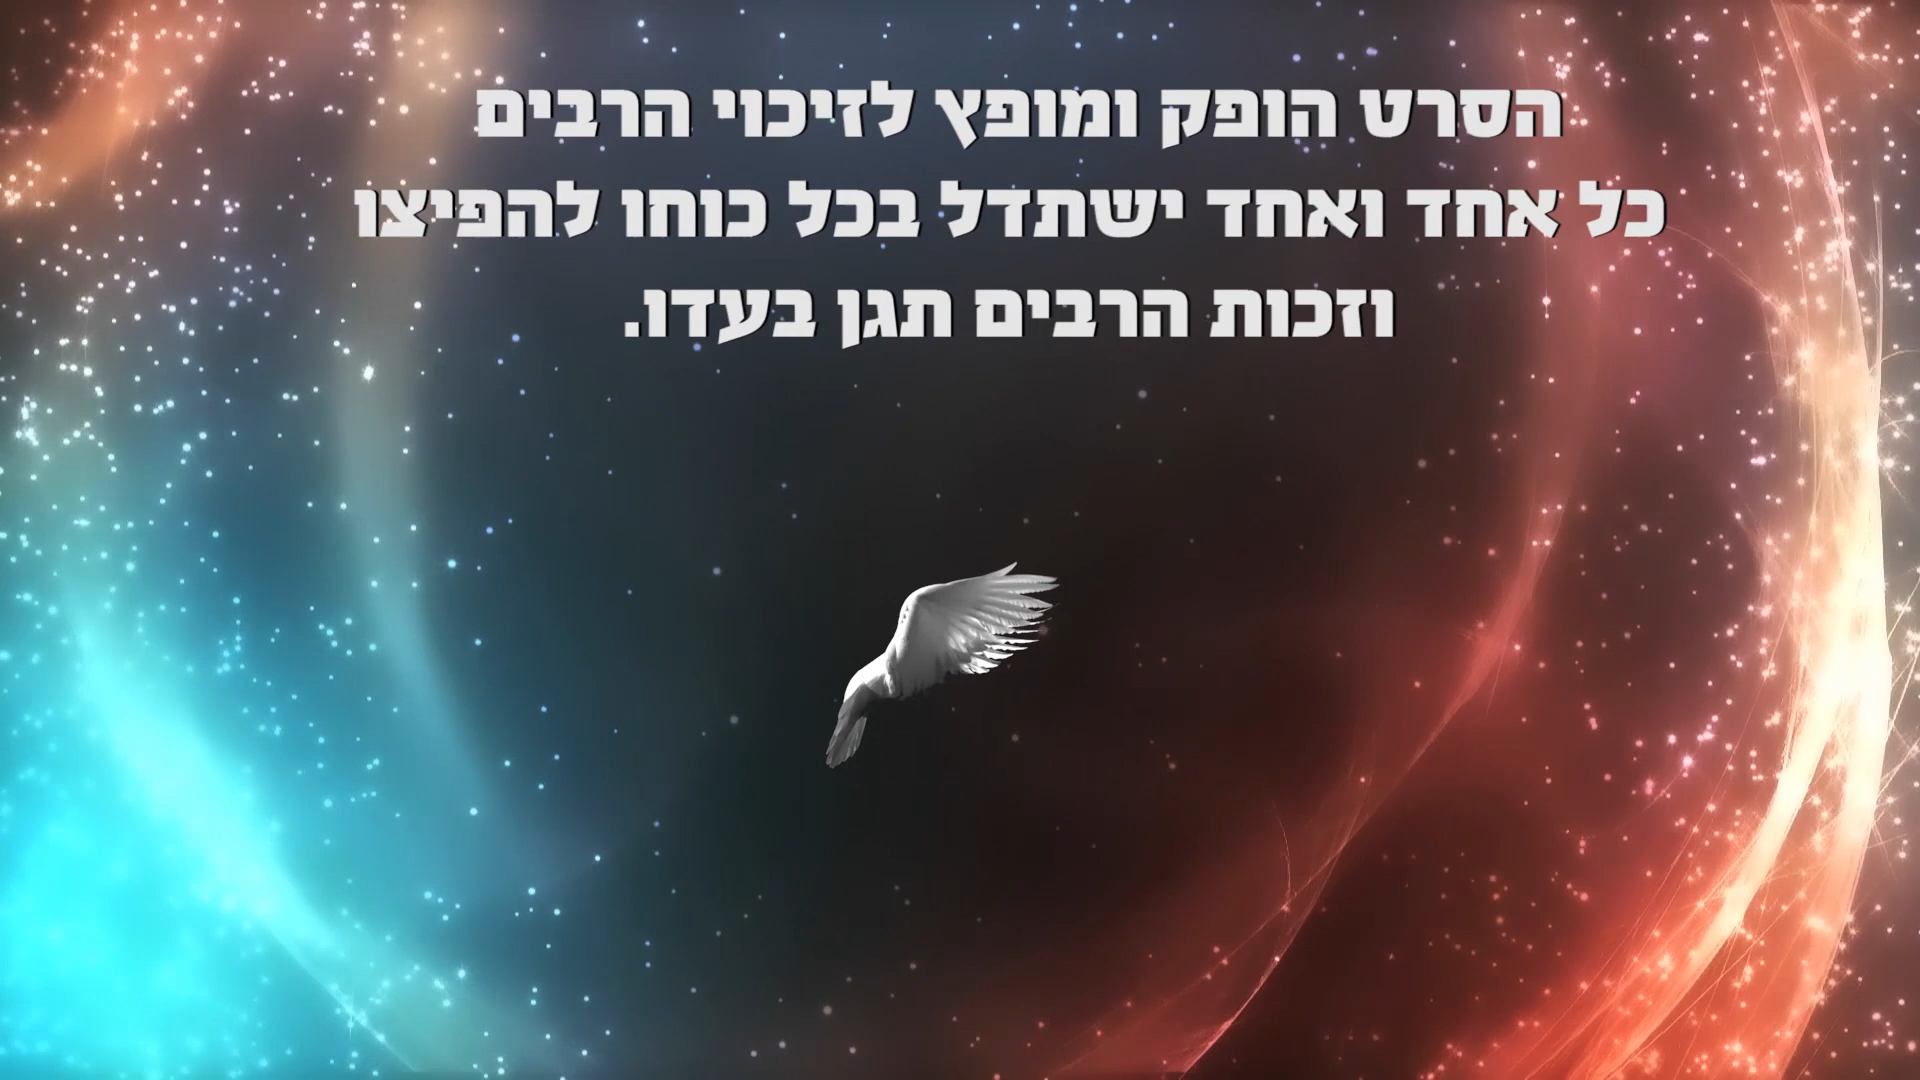 הסרט הופק ומופץ לזיכוי הרבים
כל אחד ואחד ישתדל בכל כוחו להפיצו
וזכות הרבים תגן בעדו.